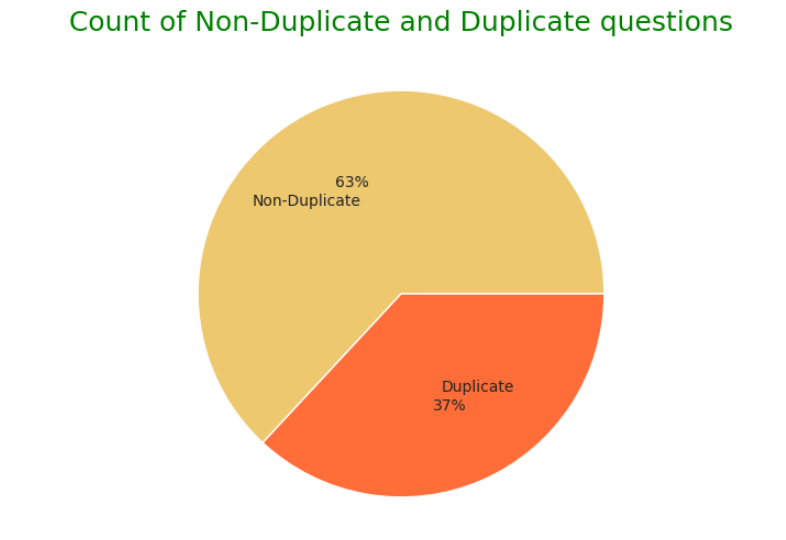 Count of Non-Duplicate and Duplicate questions
63%
Non-Duplicate
Duplicate
37%